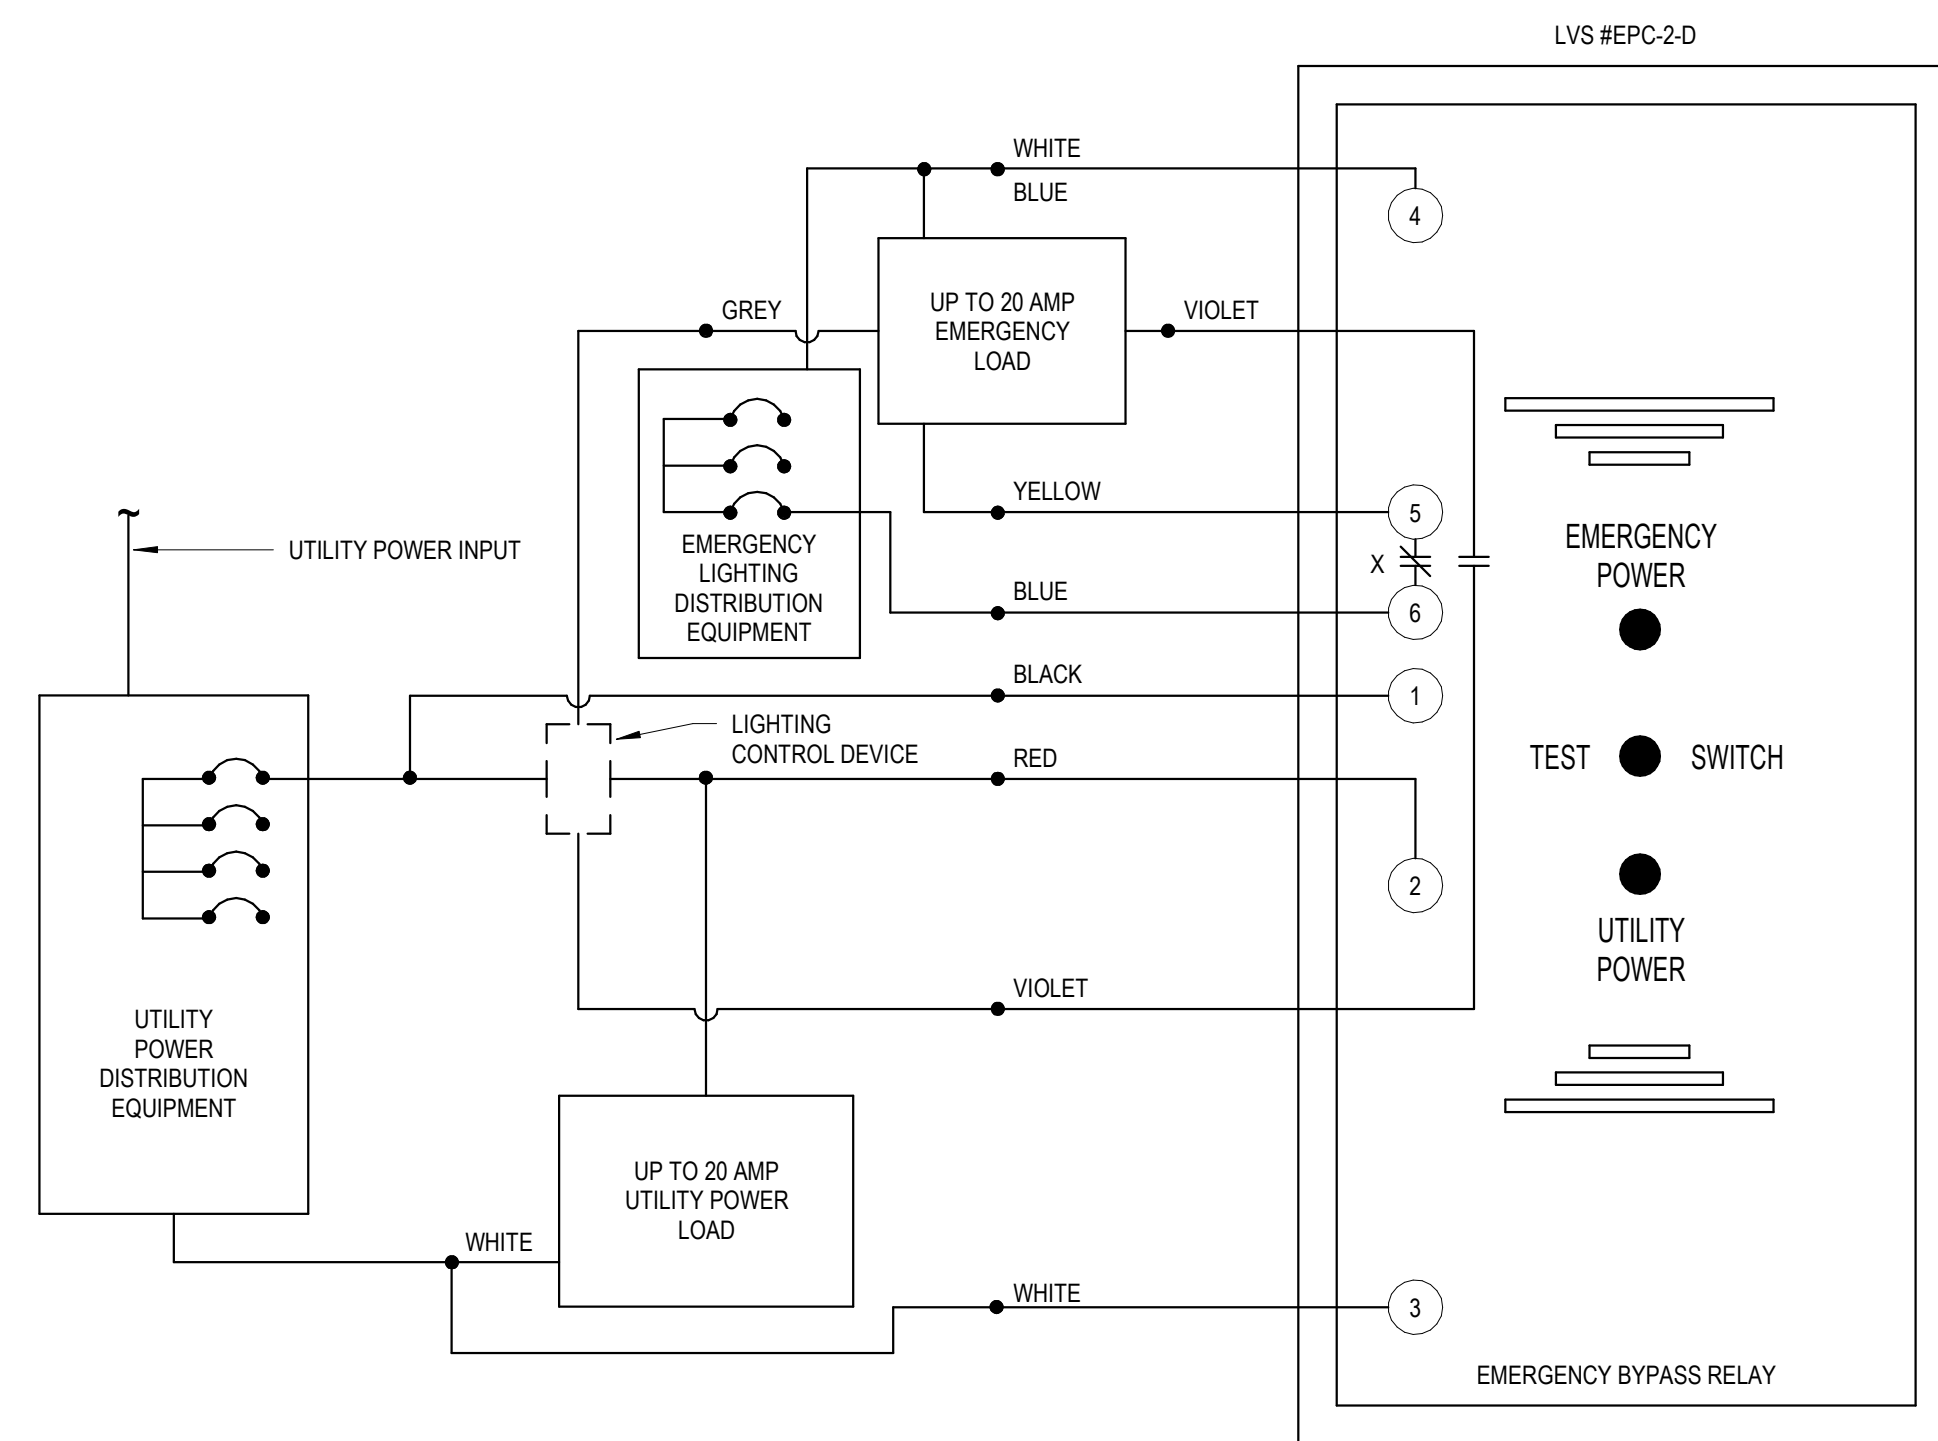 LVS #EPC-2-D
WHITE
BLUE
4
GREY
UP TO 20 AMP
EMERGENCY
LOAD
VIOLET
YELLOW
5
X
EMERGENCY
POWER
UTILITY POWER INPUT
EMERGENCY
LIGHTING
DISTRIBUTION
EQUIPMENT
BLUE
6
BLACK
1
LIGHTING
CONTROL DEVICE
RED
TEST
SWITCH
2
UTILITY
POWER
VIOLET
UTILITY
POWER
DISTRIBUTION
EQUIPMENT
UP TO 20 AMP
UTILITY POWER
LOAD
WHITE
WHITE
3
EMERGENCY BYPASS RELAY